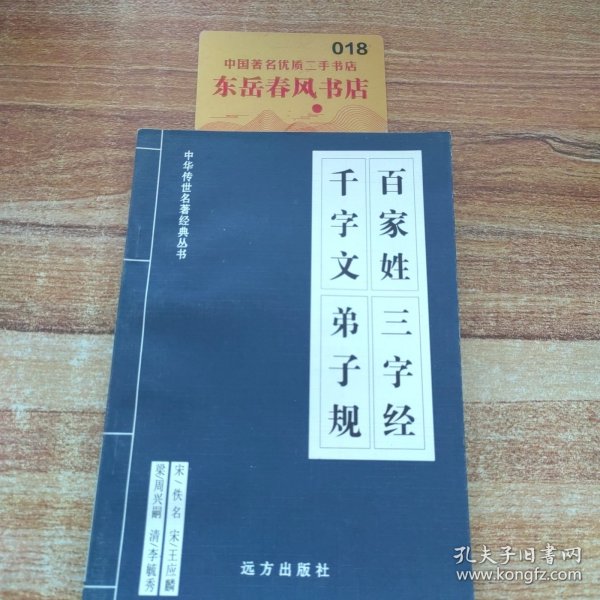 018
中国著名优质二手书店
东岳春风书店
中华传世名著经典丛书
百家姓 三字经
千字文 弟子规
宋/佚名 宋/王应麟
梁/周兴嗣 清/李毓秀
远方出版社
孔夫子旧书网
www.kongfz.com